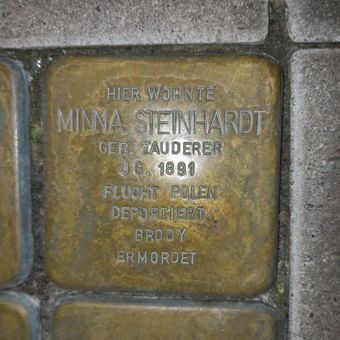 HIER WOHNTE
MINNA STEINHARDT
GEB. ZAUDERER
JG. 1891
FLUCHT POLEN
DEPORTIERT
BRODY
ERMORDET